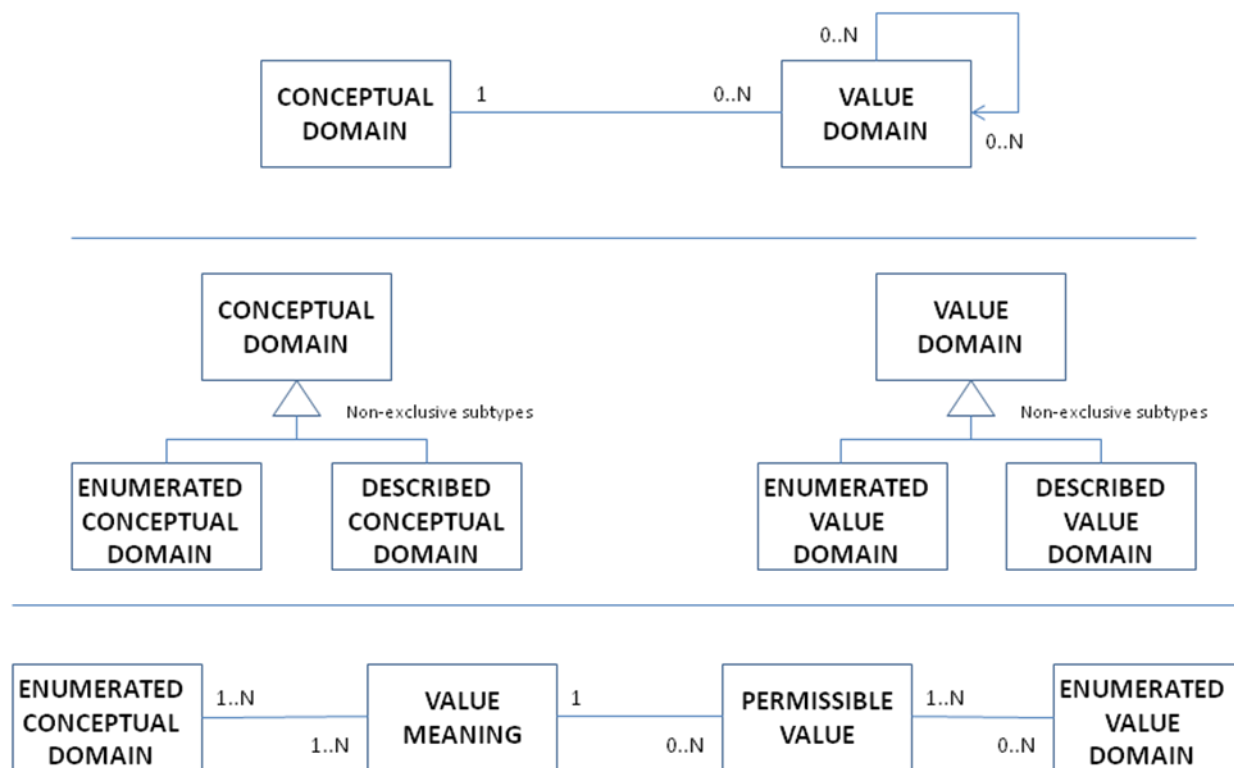 0..N
CONCEPTUAL
DOMAIN
1
0..N
VALUE
DOMAIN
0..N
CONCEPTUAL
DOMAIN
Non-exclusive subtypes
ENUMERATED
CONCEPTUAL
DOMAIN
DESCRIBED
CONCEPTUAL
DOMAIN
VALUE
DOMAIN
Non-exclusive subtypes
ENUMERATED
VALUE
DOMAIN
DESCRIBED
VALUE
DOMAIN
ENUMERATED
CONCEPTUAL
DOMAIN
1..N
1..N
VALUE
MEANING
1
0..N
PERMISSIBLE
VALUE
1..N
0..N
ENUMERATED
VALUE
DOMAIN